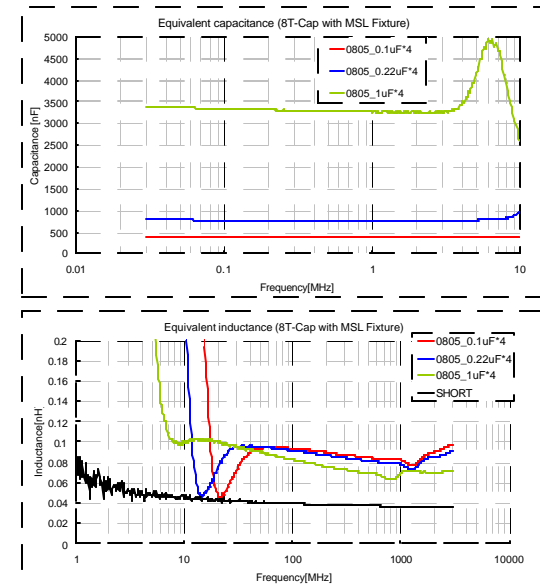 Equivalent capacitance (8T-Cap with MSL Fixture)
5000
4500
4000
3500
3000
2500
2000
1500
1000
500
0
Capacitance[nF]
0805_0.1uF*4
0805_0.22uF*4
0805_1uF*4
0.01
0.1
1
10
Frequency[MHz]
Equivalent inductance (8T-Cap with MSL Fixture)
0.2
0.18
0.16
0.14
0.12
0.1
0.08
0.06
0.04
0.02
0
Inductance[nH]
0805_0.1uF*4
0805_0.22uF*4
0805_1uF*4
SHORT
1
10
100
1000
10000
Frequency[MHz]